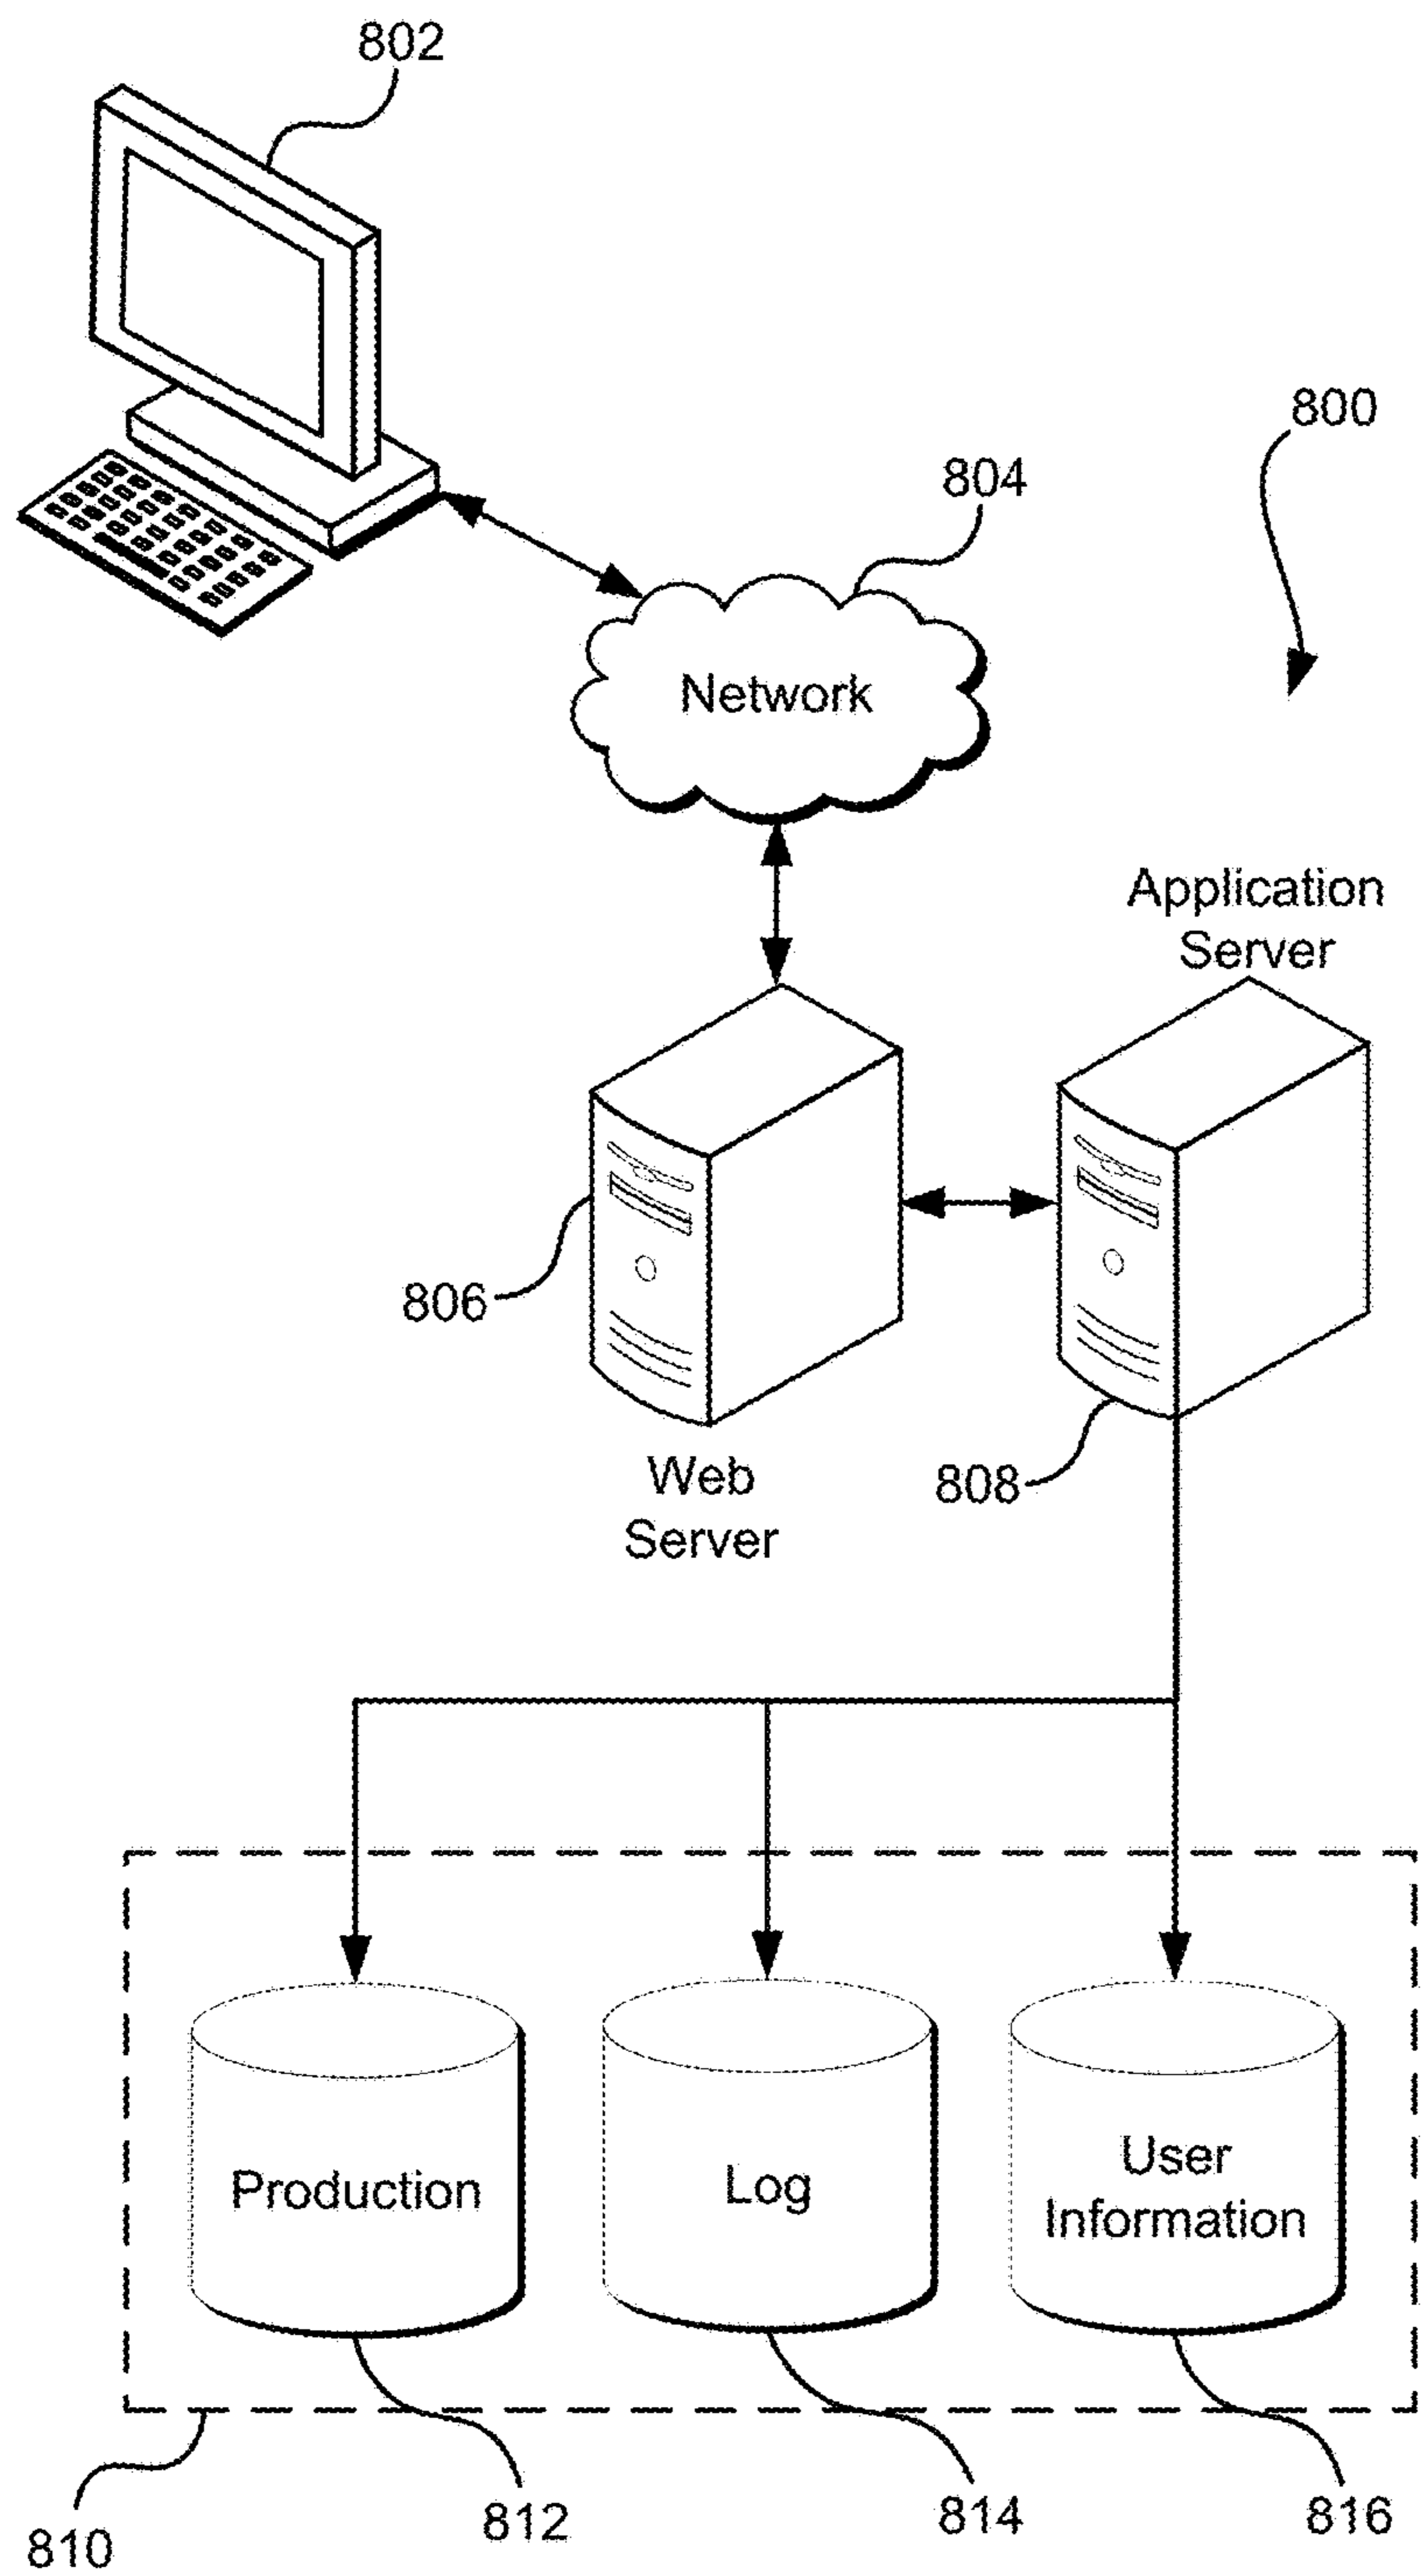 802
800
804
Network
Application
Server
806
808
Web
Server
Production
Log
User
Information
810
812
814
816